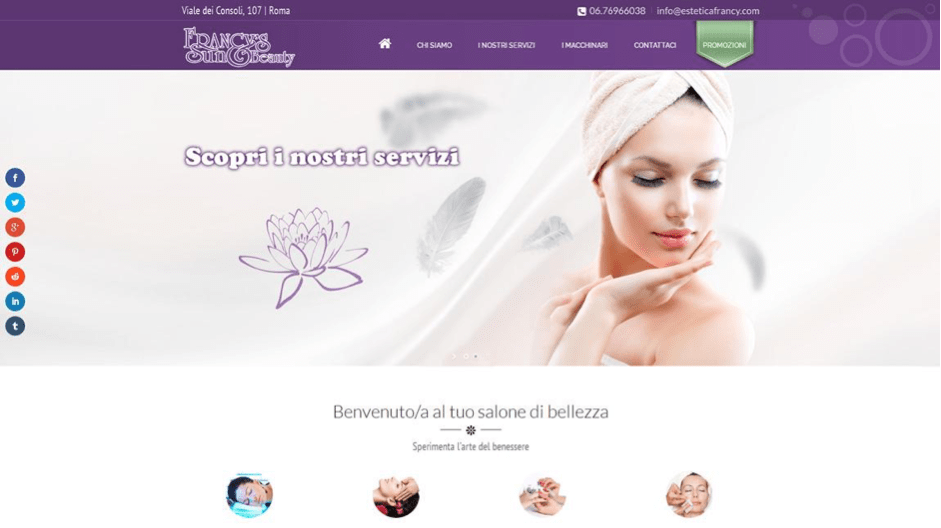 Viale dei Consoli, 107 | Roma
06.76966038 info@esteticafrancy.com
FRANCY'S
Sun & Beauty
CHI SIAMO I NOSTRI SERVIZI I MACCHINARI CONTATTACI PROMOZIONI
Scopri i nostri servizi
Benvenuto/a al tuo salone di bellezza
Sperimenta l'arte del benessere